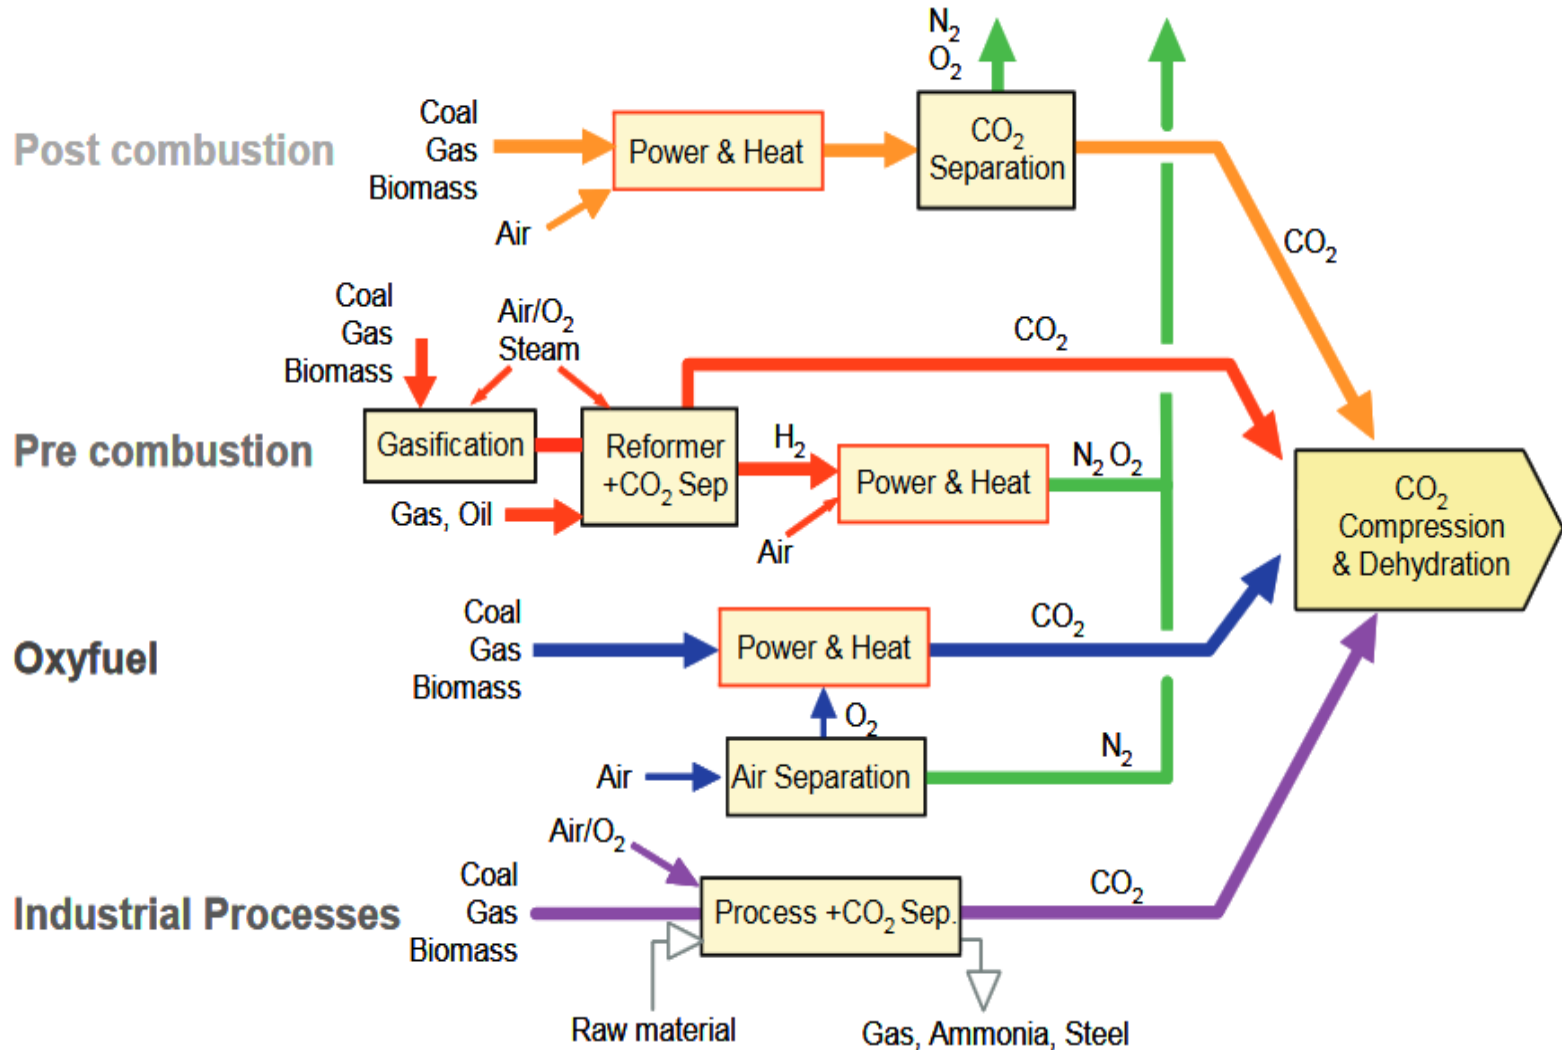 N₂
O₂
Post combustion
Coal
Gas
Biomass
Air
Power & Heat
CO₂
Separation
CO₂
Pre combustion
Coal
Gas
Biomass
Air/O₂
Steam
Gasification
Gas, Oil
Reformer
+CO₂ Sep
CO₂
H₂
Air
Power & Heat
N₂ O₂
CO₂
Compression
& Dehydration
Oxyfuel
Coal
Gas
Biomass
Power & Heat
CO₂
O₂
Air
Air Separation
N₂
Industrial Processes
Air/O₂
Coal
Gas
Biomass
Process +CO₂ Sep.
CO₂
Raw material
Gas, Ammonia, Steel